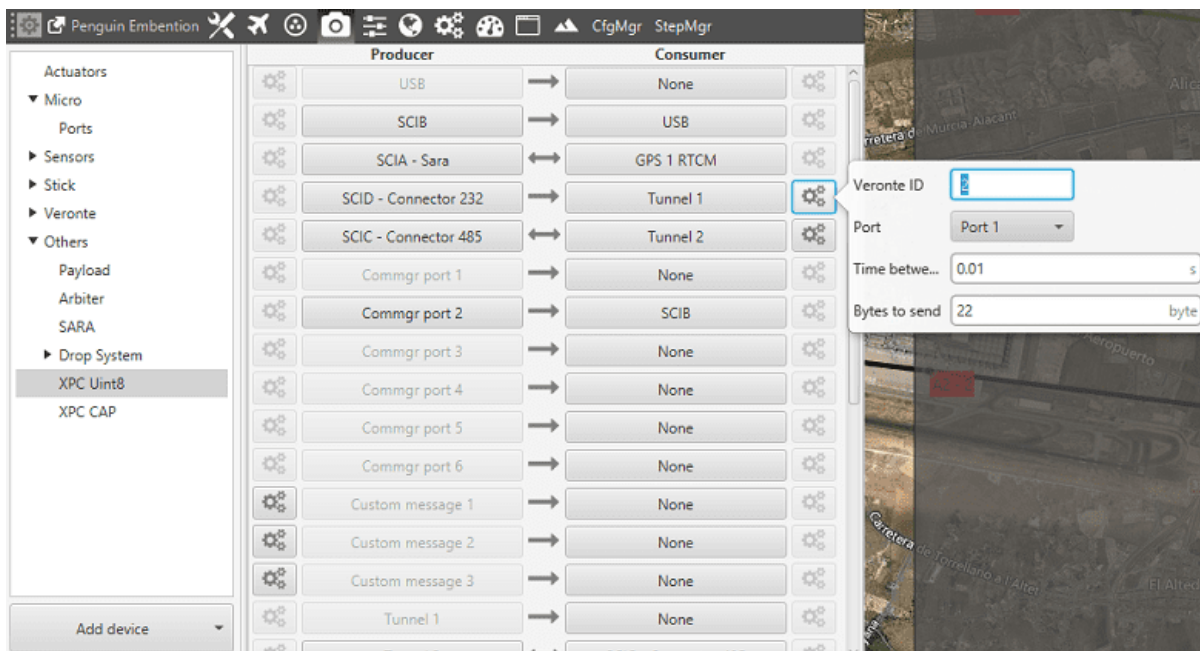 Penguin Embention CfgMgr StepMgr
Producer Consumer
Actuators
Micro
Ports
Sensors
Stick
Veronte
Others
Payload
Arbiter
SARA
Drop System
XPC Uint8
XPC CAP
Add device
USB None
SCIB USB
SCIA - Sara GPS 1 RTCM
SCID - Connector 232 Tunnel 1
SCIC - Connector 485 Tunnel 2
Commgr port 1 None
Commgr port 2 SCIB
Commgr port 3 None
Commgr port 4 None
Commgr port 5 None
Commgr port 6 None
Custom message 1 None
Custom message 2 None
Custom message 3 None
Tunnel 1 None
Veronte ID 2
Port Port 1
Time betwe... 0.01 s
Bytes to send 22 byte
Alic
rretera de Murcia-Alacant
Aeropuerto
Carretera de Torrellano a l'Altet
El Altet